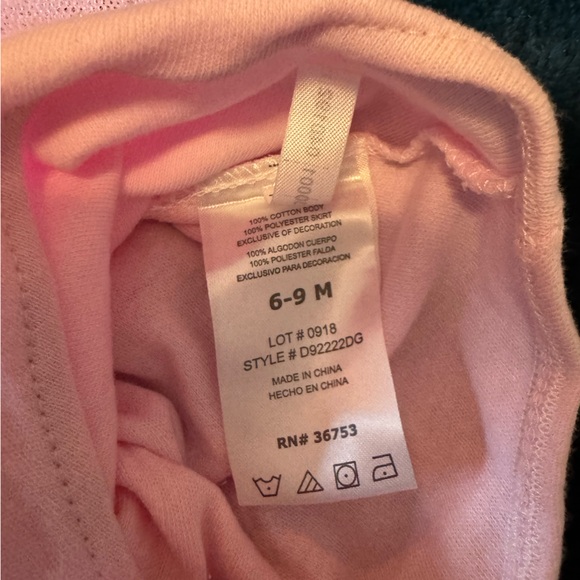 100% COTTON BODY
100% POLYESTER SKIRT
EXCLUSIVE OF DECORATION
100% ALGODON CUERPO
100% POLIESTER FALDA
EXCLUSIVO PARA DECORACION
6-9 M
LOT # 0918
STYLE # D92222DG
MADE IN CHINA
HECHO EN CHINA
RN# 36753